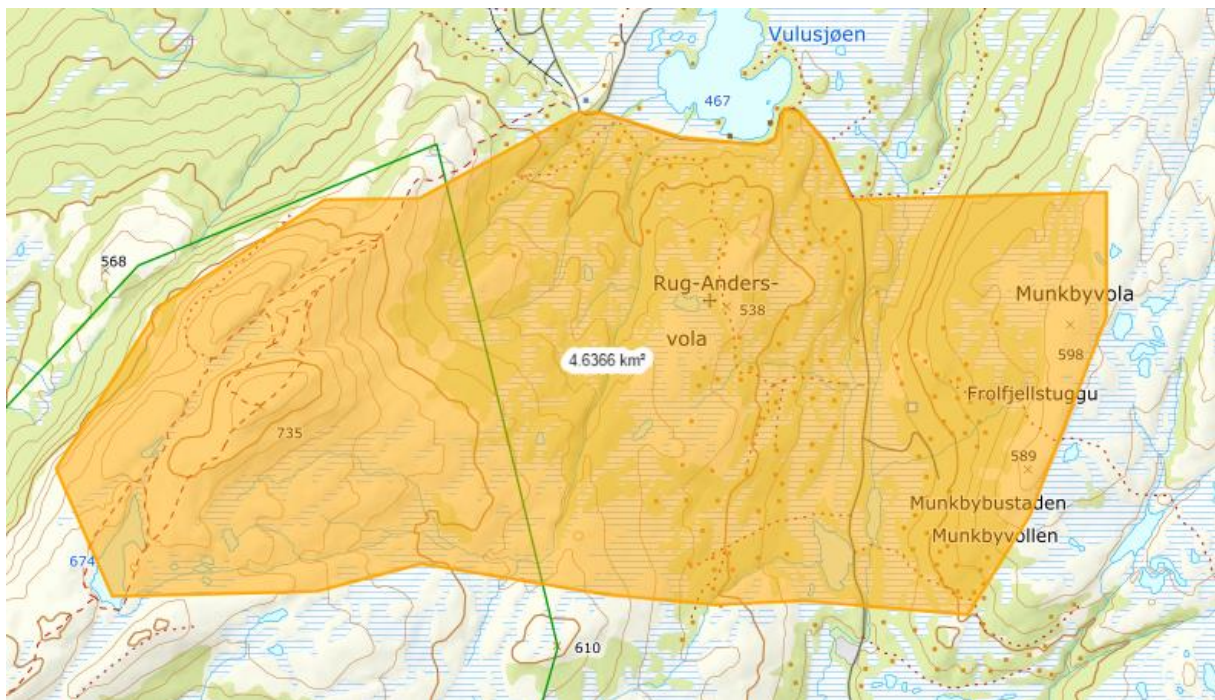 Vulusjøen
467
568
Munkbyvola
Rug-Anders-
538
vola
598
4.6366 km²
Frolfjellstuggu
735
589
Munkbybustaden
Munkbyvollen
674
610